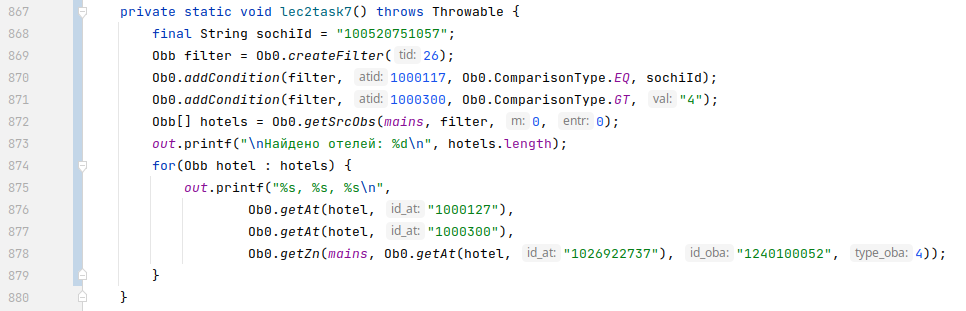 867 private static void lec2task7() throws Throwable {
868 final String sochiId = "100520751057";
869 Obb filter = Ob0.createFilter( tid: 26);
870 Ob0.addCondition(filter, atid: 1000117, Ob0.ComparisonType.EQ, sochiId);
871 Ob0.addCondition(filter, atid: 1000300, Ob0.ComparisonType.GT, val: "4");
872 Obb[] hotels = Ob0.getSrcObs(mains, filter, m: 0, entr: 0);
873 out.printf("\nНайдено отелей: %d\n", hotels.length);
874 for(Obb hotel : hotels) {
875 out.printf("%s, %s, %s\n",
876 Ob0.getAt(hotel, id_at: "1000127"),
877 Ob0.getAt(hotel, id_at: "1000300"),
878 Ob0.getZn(mains, Ob0.getAt(hotel, id_at: "1026922737"), id_oba: "1240100052", type_oba: 4));
879 }
880 }